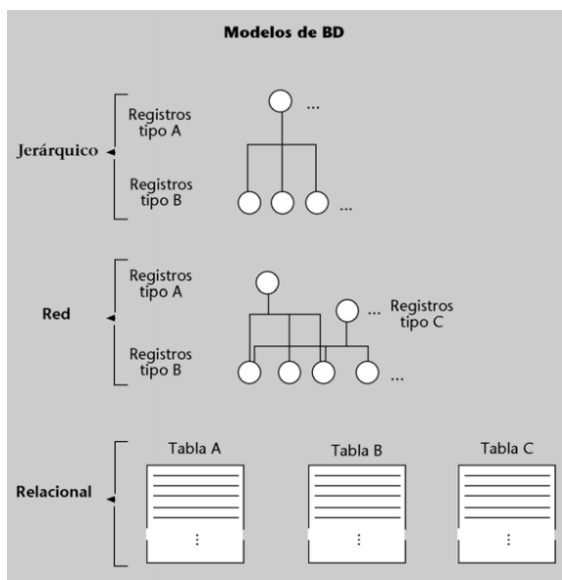 Modelos de BD
Registros
tipo A
...
Jerárquico
Registros
tipo B
...
Registros
tipo A
... Registros
tipo C
Red
Registros
tipo B
...
Tabla A
Tabla B
Tabla C
Relacional